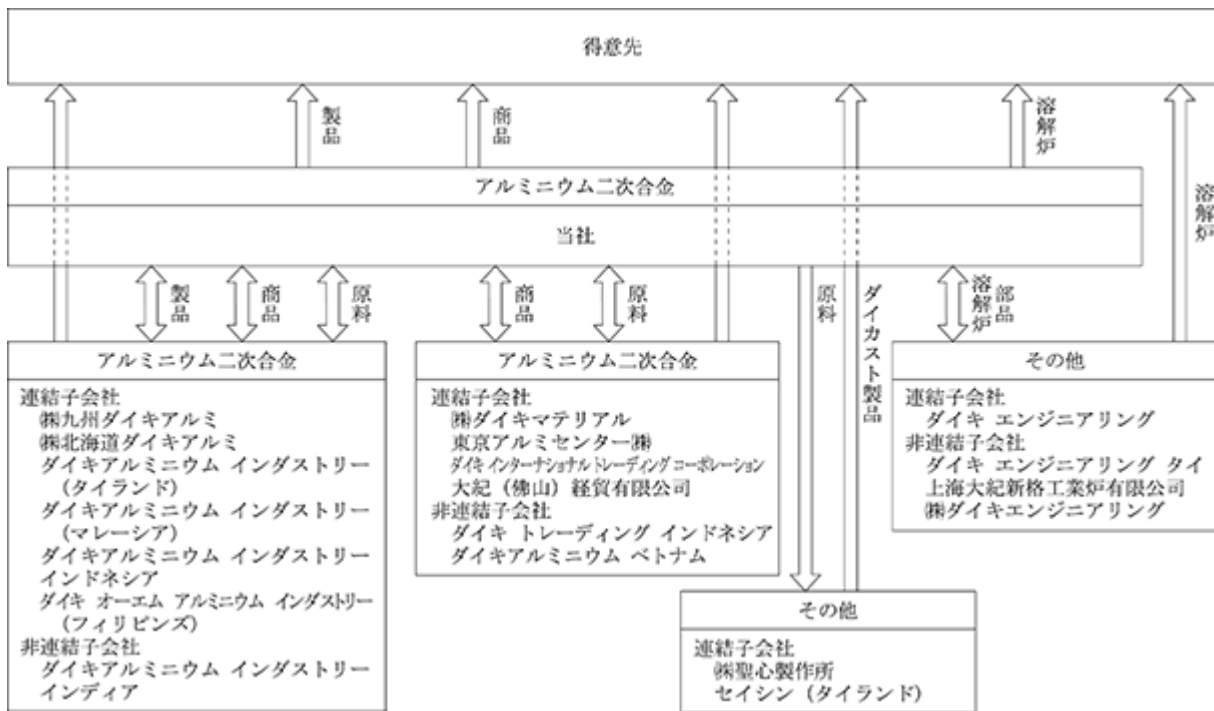 得意先
製品
商品
溶解炉
溶解炉
アルミニウム二次合金
当社
製品
商品
原料
商品
原料
原料
ダイカスト製品
溶解炉
部品
アルミニウム二次合金
連結子会社
㈱九州ダイキアルミ
㈱北海道ダイキアルミ
ダイキアルミニウム インダストリー
(タイランド)
ダイキアルミニウム インダストリー
(マレーシア)
ダイキアルミニウム インダストリー
インドネシア
ダイキ オーエム アルミニウム インダストリー
(フィリピンズ)
非連結子会社
ダイキアルミニウム インダストリー
インディア
アルミニウム二次合金
連結子会社
㈱ダイキマテリアル
東京アルミセンター㈱
ダイキ インターナショナル トレーディング コーポレーション
大紀（佛山）経貿有限公司
非連結子会社
ダイキ トレーディング インドネシア
ダイキアルミニウム ベトナム
その他
連結子会社
ダイキ エンジニアリング
非連結子会社
ダイキ エンジニアリング タイ
上海大紀新格工業炉有限公司
㈱ダイキエンジニアリング
その他
連結子会社
㈱聖心製作所
セイシン（タイランド）